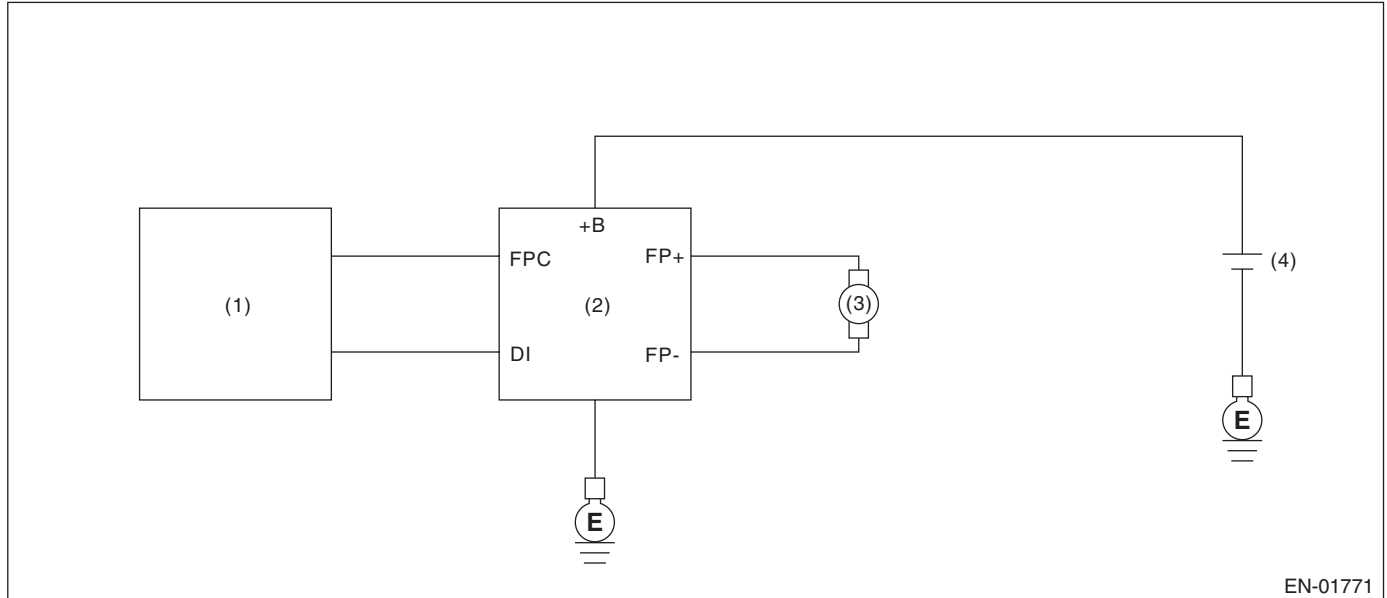 +B
FPC
FP+
(1)
(2)
(3)
(4)
DI
FP-
E
E
EN-01771